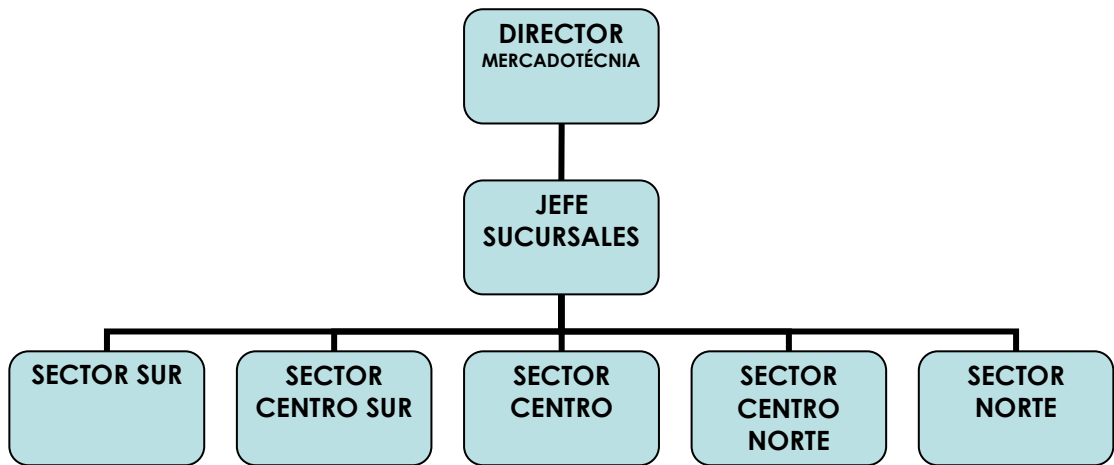 DIRECTOR
MERCADOTÉCNIA
JEFE
SUCURSALES
SECTOR SUR
SECTOR
CENTRO SUR
SECTOR
CENTRO
SECTOR
CENTRO
NORTE
SECTOR
NORTE